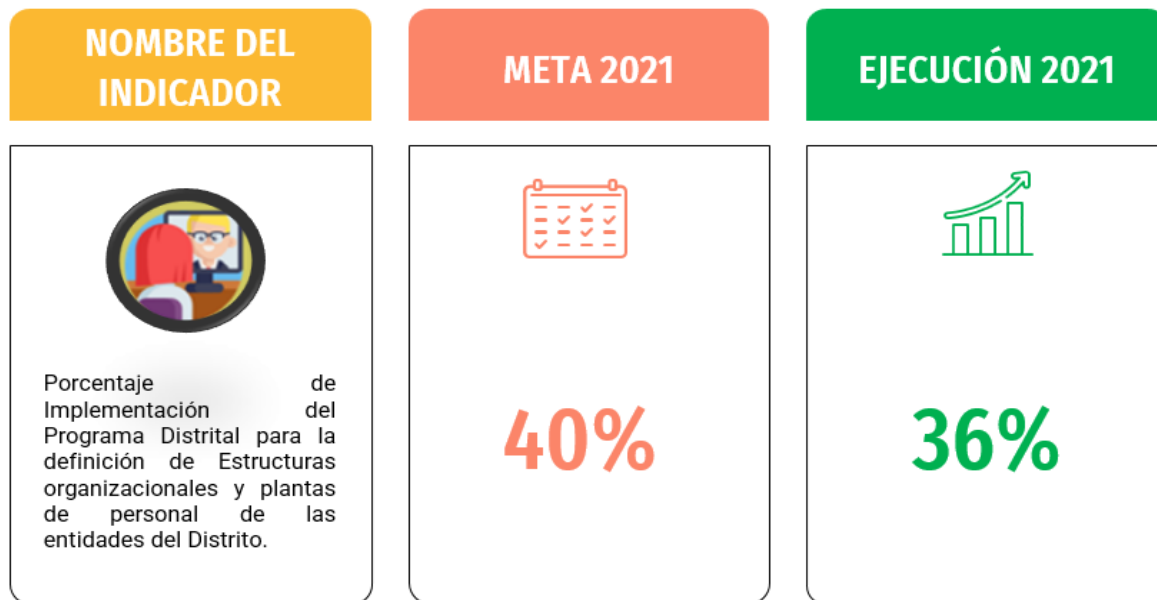 NOMBRE DEL
INDICADOR
META 2021
EJECUCIÓN 2021
Porcentaje de
Implementación del
Programa Distrital para la
definición de Estructuras
organizacionales y plantas
de personal de las
entidades del Distrito.
40%
36%